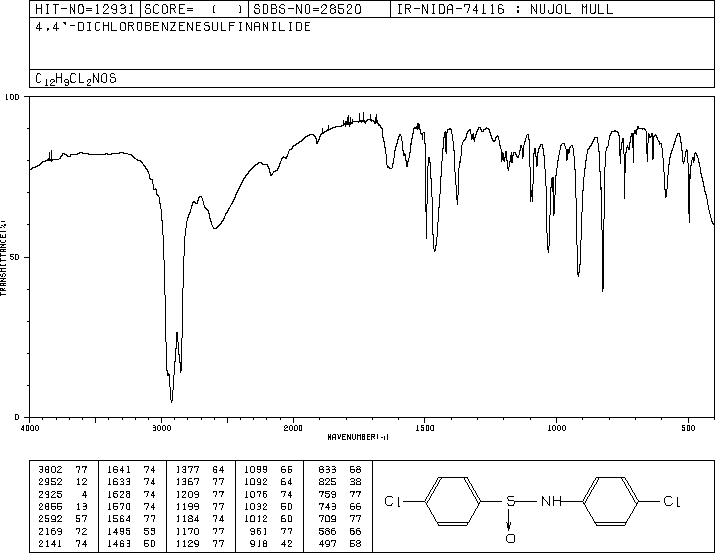 HIT-NO=12931 SCORE= ( ) SDBS-NO=28520 IR-NIDA-74116 : NUJOL MULL
4,4'-DICHLOROBENZENESULFINANILIDE
C12H9CL2NOS
100
TRANSMITTANCE(%)
50
0
4000 3000 2000 1500 1000 500
WAVENUMBER(-1)
3802 77 1641 74 1377 64 1099 66 833 68
2952 12 1633 74 1367 77 1092 64 825 38
2925 4 1628 74 1209 77 1076 74 759 77
2866 13 1570 74 1199 77 1032 50 743 66
2592 57 1564 77 1184 74 1012 60 709 77
2169 72 1495 53 1170 77 961 77 586 66
2141 74 1463 50 1129 77 918 42 497 58
Cl S NH Cl
O